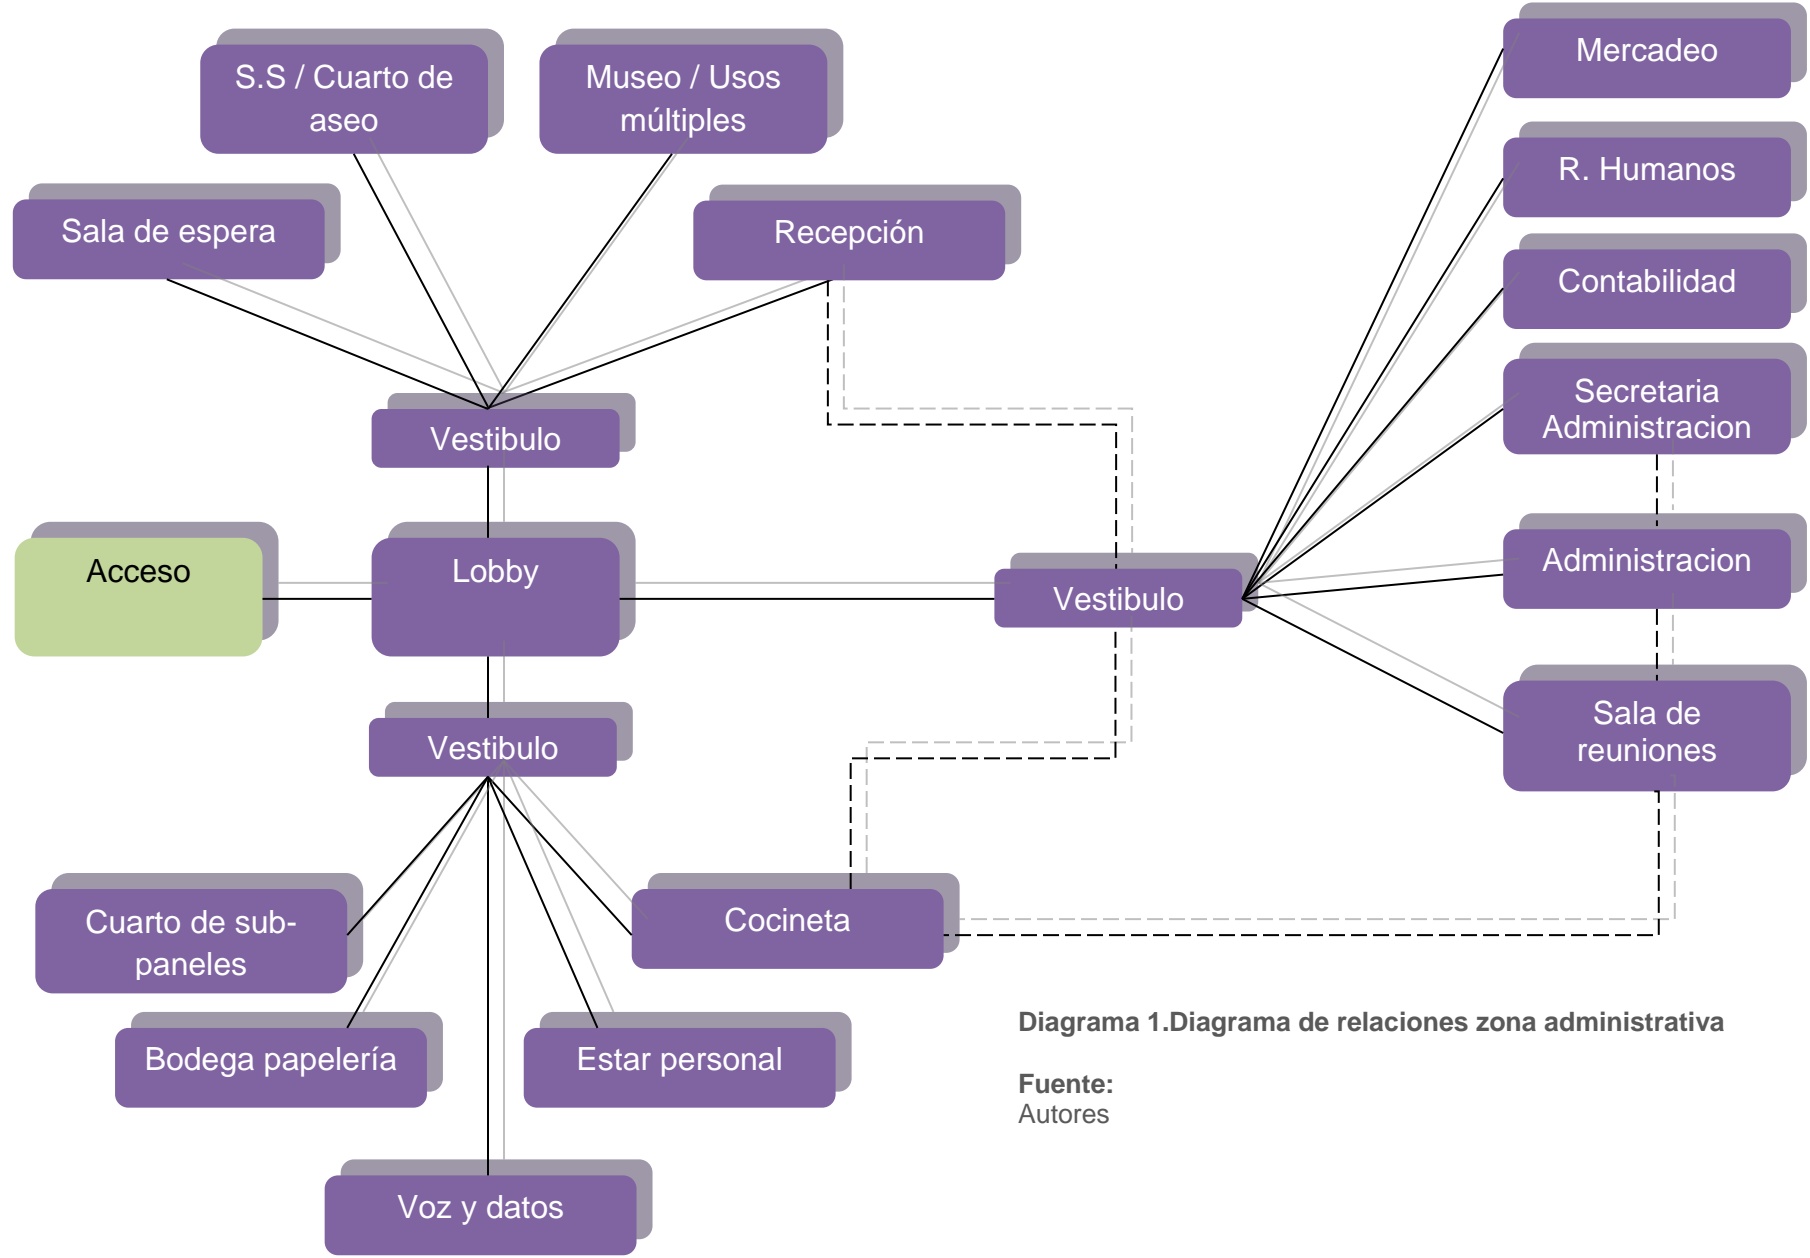 S.S / Cuarto de
aseo
Museo / Usos
múltiples
Sala de espera
Recepción
Vestibulo
Acceso
Lobby
Vestibulo
Vestibulo
Mercadeo
R. Humanos
Contabilidad
Secretaria
Administracion
Administracion
Sala de
reuniones
Cuarto de sub-
paneles
Cocineta
Bodega papelería
Estar personal
Voz y datos
Diagrama 1.Diagrama de relaciones zona administrativa
Fuente:
Autores